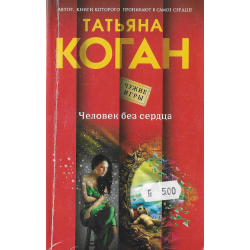 АВТОР, КНИГИ КОТОРОГО ПРОНИКАЮТ В САМОЕ СЕРДЦЕ
ТАТЬЯНА
КОГАН
ЧУЖИЕ
ИГРЫ
Человек без сердца
500